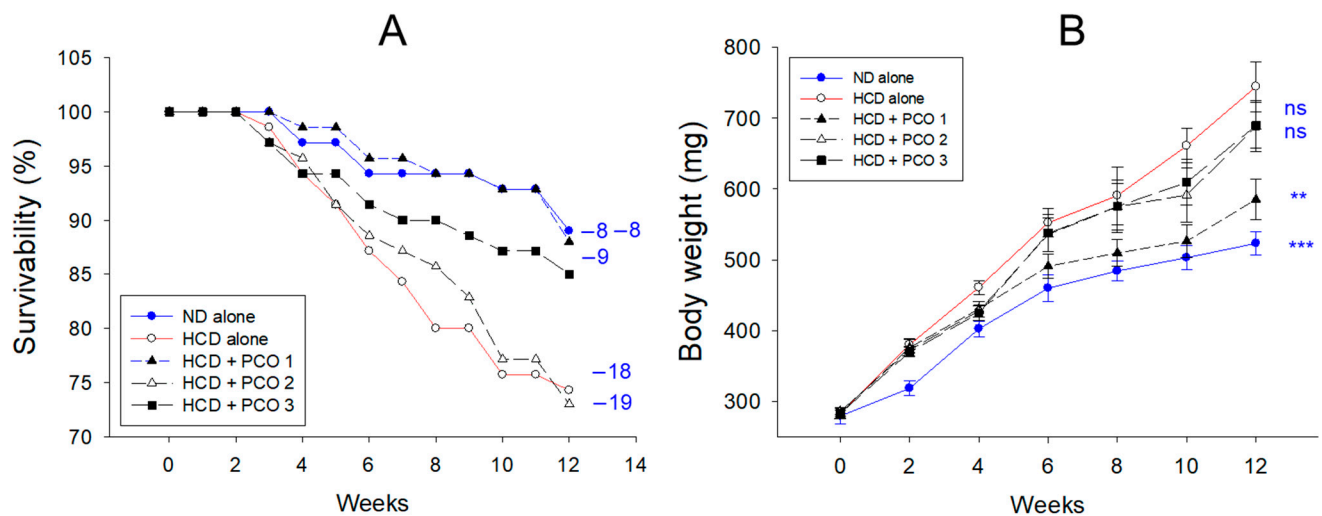 A
Survivability (%)
105
100
95
90
85
80
75
70
ND alone
HCD alone
HCD + PCO 1
HCD + PCO 2
HCD + PCO 3
–8 –8
–9
–18
–19
0 2 4 6 8 10 12 14
Weeks
B
Body weight (mg)
800
700
600
500
400
300
ND alone
HCD alone
HCD + PCO 1
HCD + PCO 2
HCD + PCO 3
ns
ns
**
***
0 2 4 6 8 10 12
Weeks